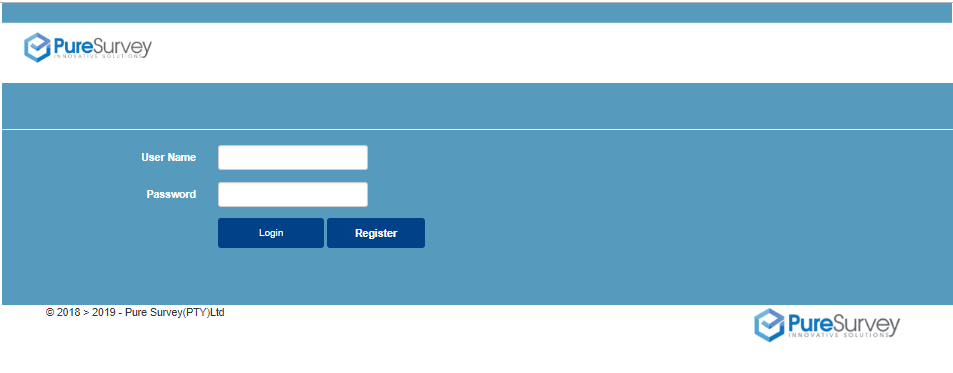 PureSurvey
INNOVATIVE SOLUTIONS
User Name
Password
Login Register
© 2018 > 2019 - Pure Survey(PTY)Ltd
PureSurvey
INNOVATIVE SOLUTIONS